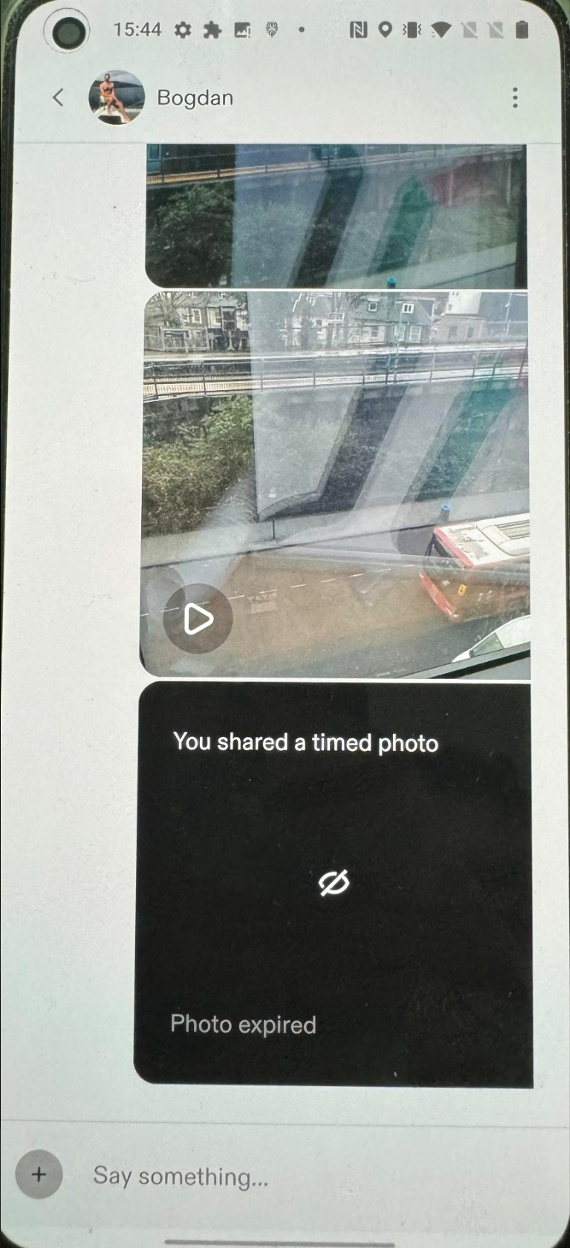 15:44
Bogdan
You shared a timed photo
Photo expired
Say something...